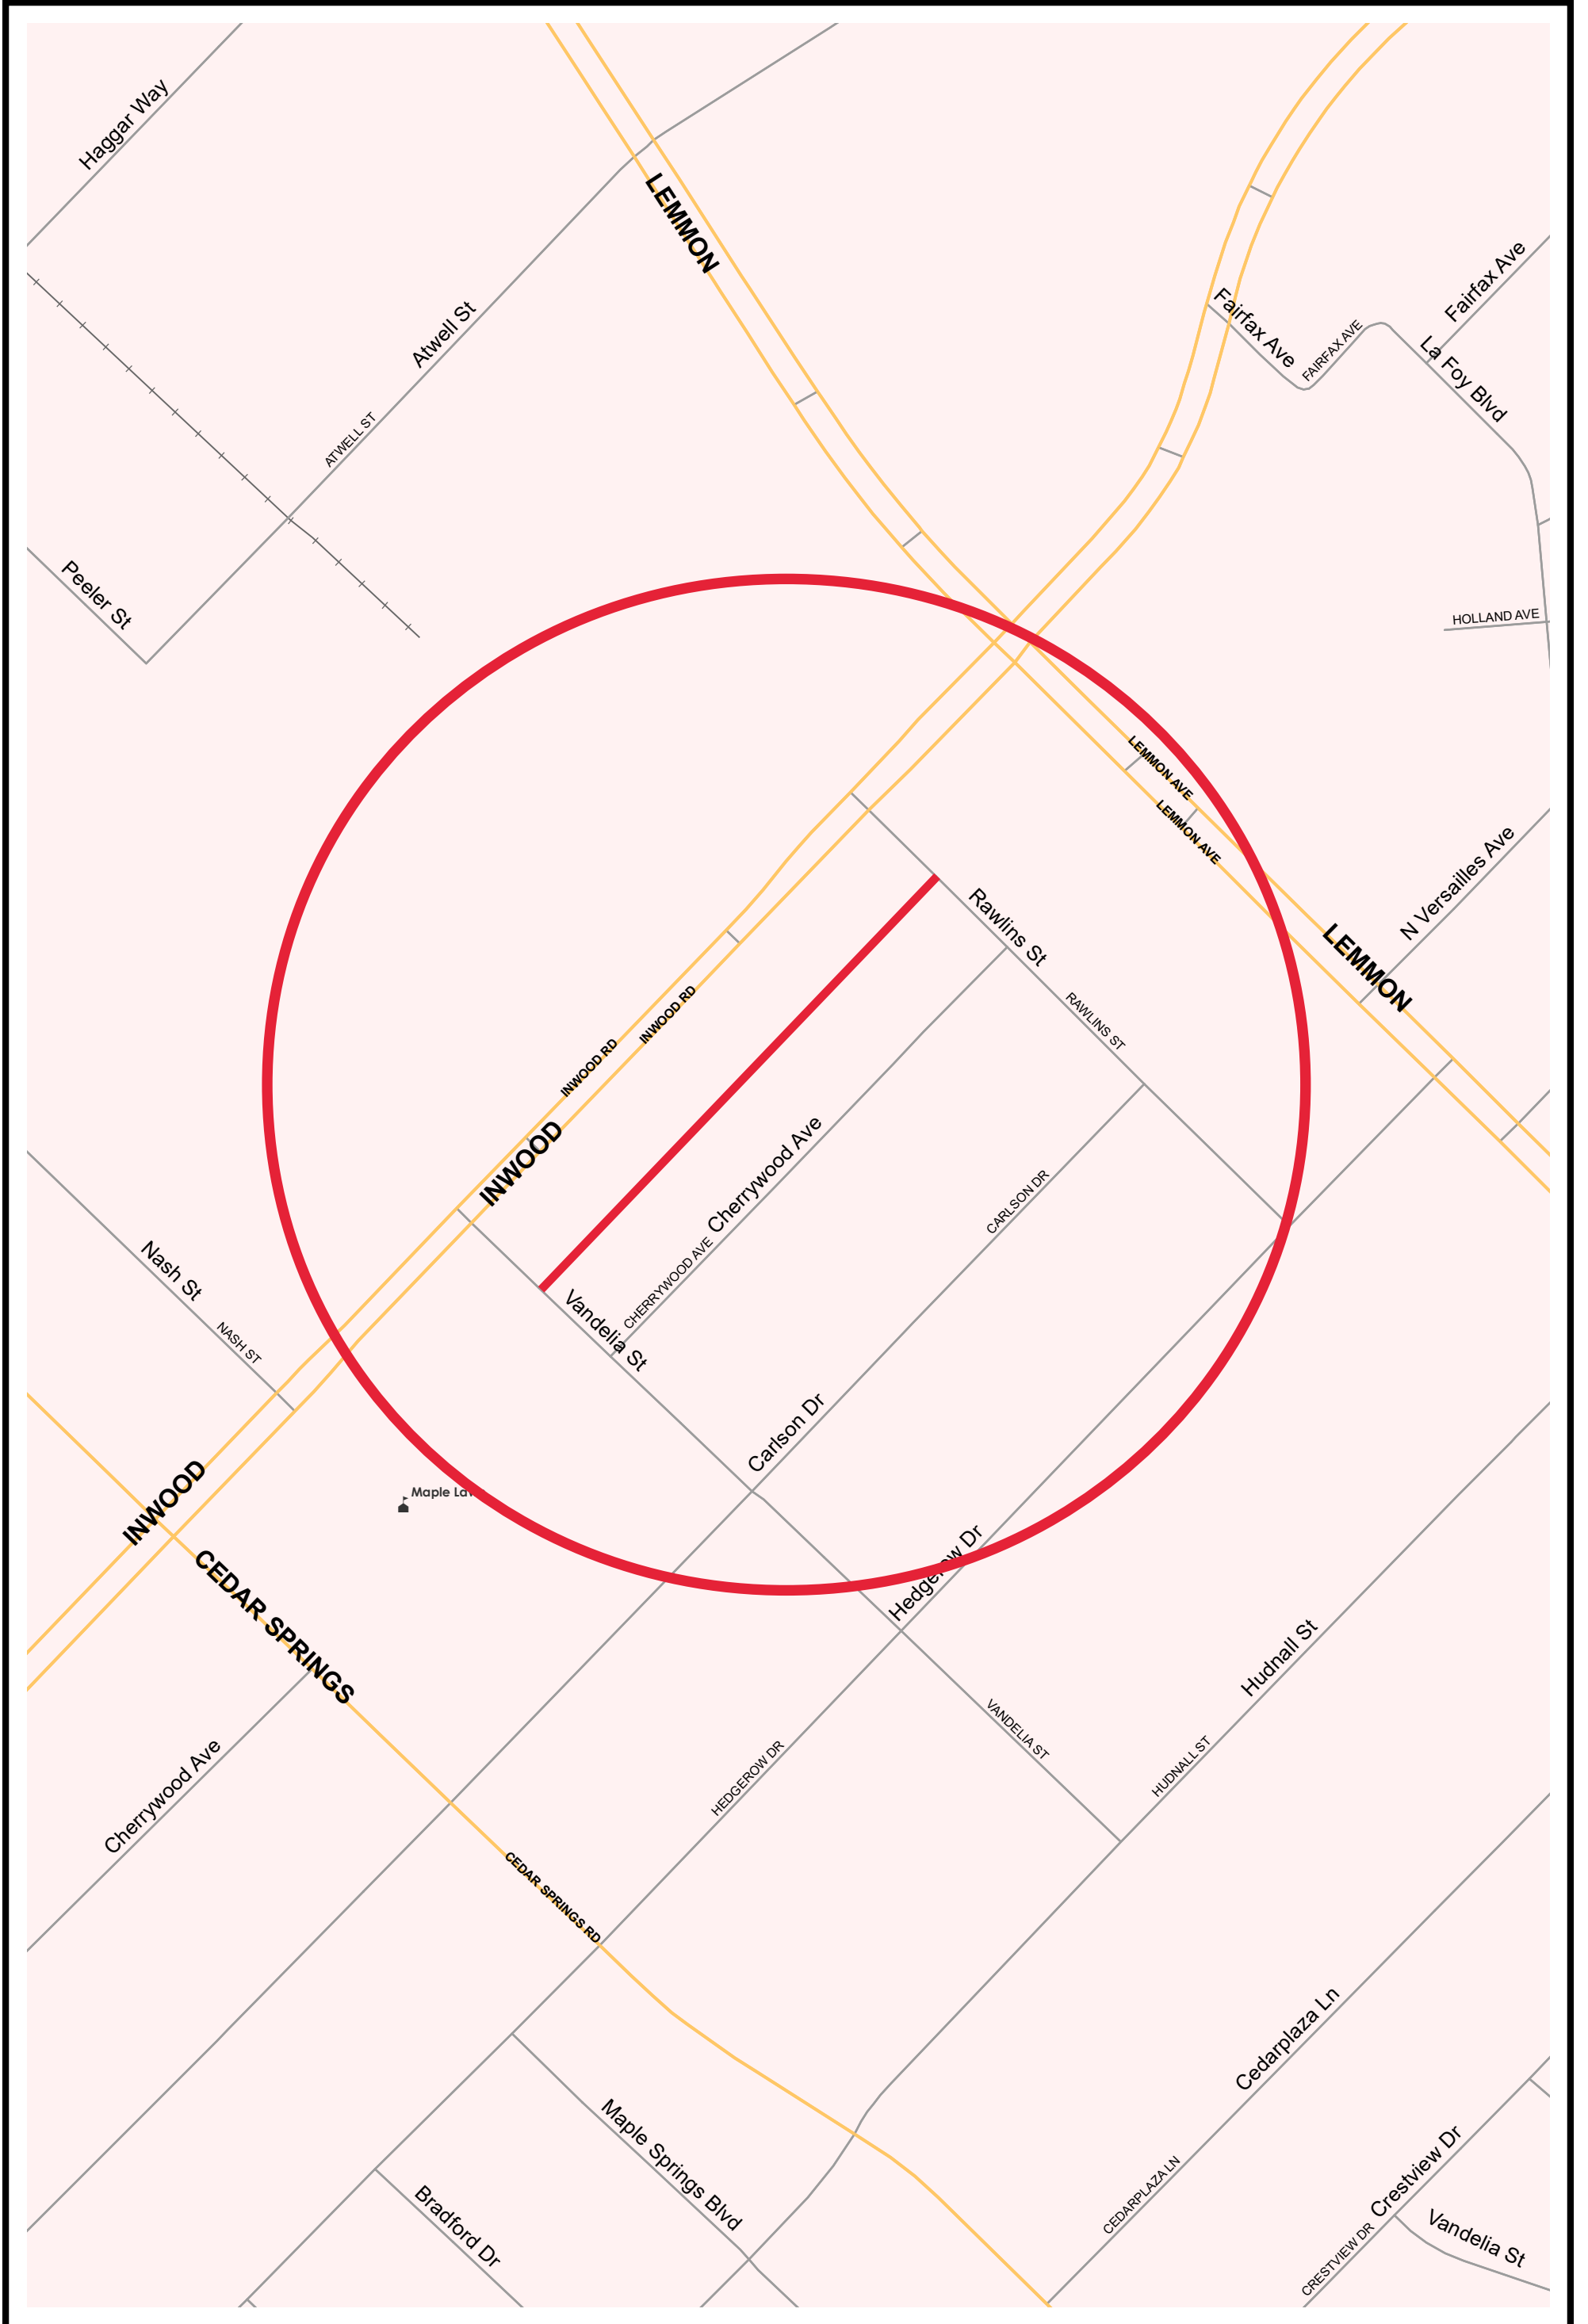 Haggar Way
LEMMON
Fairfax Ave
Fairfax Ave
FAIRFAX AVE
La Foy Blvd
Atwell St
ATWELL ST
Peeler St
HOLLAND AVE
LEMMON AVE
LEMMON AVE
N Versailles Ave
Rawlins St
LEMMON
RAWLINS ST
INWOOD RD
INWOOD RD
INWOOD
Cherrywood Ave
CARLSON DR
CHERRYWOOD AVE
Nash St
NASH ST
Vandelia St
Carlson Dr
INWOOD
Maple
Hedgerow Dr
CEDAR SPRINGS
Hudnall St
VANDELIA ST
HUDNALL ST
HEDGEROW DR
Cherrywood Ave
CEDAR SPRINGS RD
Cedarplaza Ln
Maple Springs Blvd
CEDARPLAZA LN
Crestview Dr
Bradford Dr
CRESTVIEW DR
Vandelia St